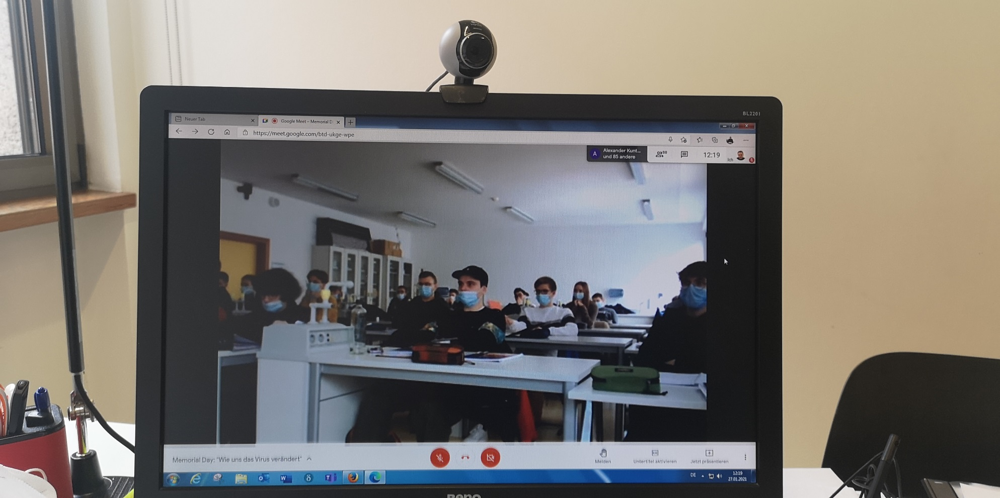 BL2201
Neuer Tab
Google Meet – Memorial D
https://meet.google.com/btd-ukge-wpe
A
Alexander Kunt...
und 85 andere
88
12:19
Ich
Memorial Day: "Wie uns das Virus verändert"
Melden
Untertitel aktivieren
Jetzt präsentieren
DE
12:19
27.01.2021
BenQ